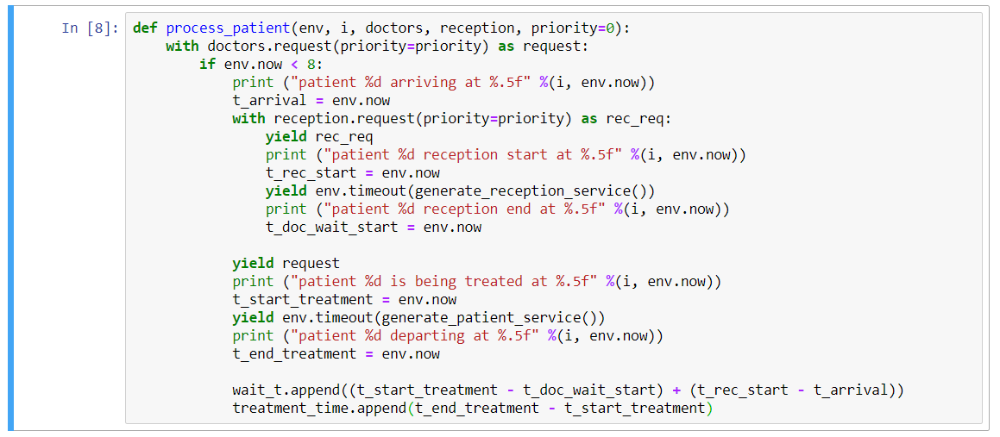 In [8]: def process_patient(env, i, doctors, reception, priority=0):
    with doctors.request(priority=priority) as request:
        if env.now < 8:
            print ("patient %d arriving at %.5f" %(i, env.now))
            t_arrival = env.now
            with reception.request(priority=priority) as rec_req:
                yield rec_req
                print ("patient %d reception start at %.5f" %(i, env.now))
                t_rec_start = env.now
                yield env.timeout(generate_reception_service())
                print ("patient %d reception end at %.5f" %(i, env.now))
                t_doc_wait_start = env.now

            yield request
            print ("patient %d is being treated at %.5f" %(i, env.now))
            t_start_treatment = env.now
            yield env.timeout(generate_patient_service())
            print ("patient %d departing at %.5f" %(i, env.now))
            t_end_treatment = env.now

            wait_t.append((t_start_treatment - t_doc_wait_start) + (t_rec_start - t_arrival))
            treatment_time.append(t_end_treatment - t_start_treatment)